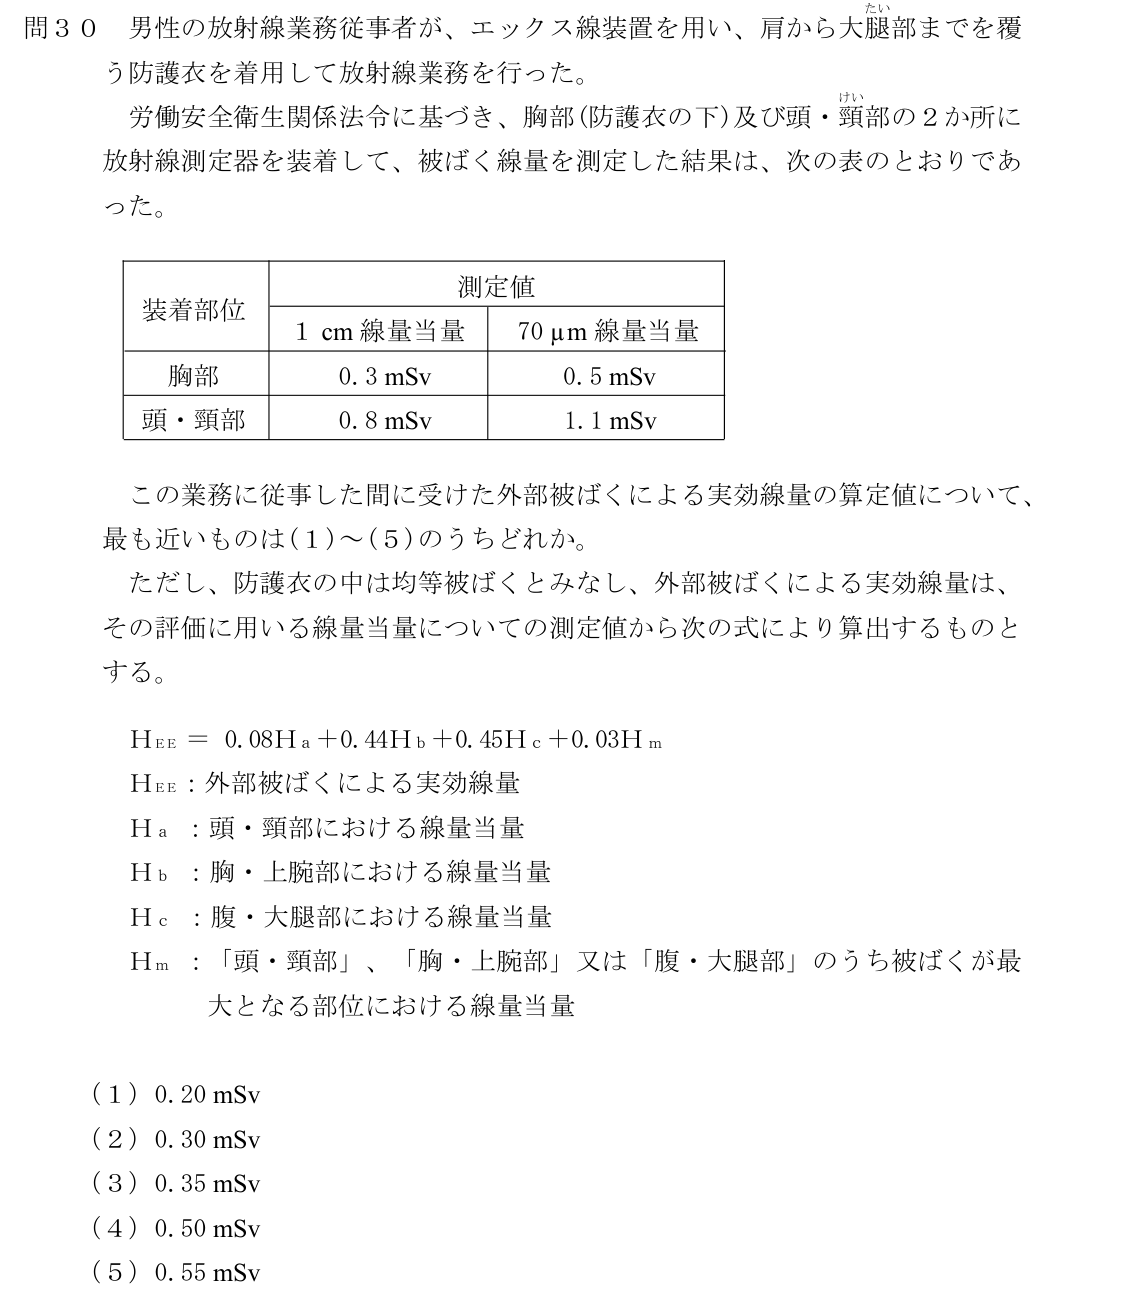 問３０　男性の放射線業務従事者が、エックス線装置を用い、肩から大腿部までを覆
たい
う防護衣を着用して放射線業務を行った。
労働安全衛生関係法令に基づき、胸部(防護衣の下)及び頭・頸部の２か所に
けい
放射線測定器を装着して、被ばく線量を測定した結果は、次の表のとおりであ
った。
装着部位　測定値
１ cm 線量当量　70 µm 線量当量
胸部　0.3 mSv　0.5 mSv
頭・頸部　0.8 mSv　1.1 mSv
この業務に従事した間に受けた外部被ばくによる実効線量の算定値について、
最も近いものは(１)～(５)のうちどれか。
ただし、防護衣の中は均等被ばくとみなし、外部被ばくによる実効線量は、
その評価に用いる線量当量についての測定値から次の式により算出するものと
する。
ＨEE ＝ 0.08Ｈa＋0.44Ｈb＋0.45Ｈc＋0.03Ｈm
ＨEE：外部被ばくによる実効線量
Ｈa ：頭・頸部における線量当量
Ｈb ：胸・上腕部における線量当量
Ｈc ：腹・大腿部における線量当量
Ｈm ：「頭・頸部」、「胸・上腕部」又は「腹・大腿部」のうち被ばくが最
大となる部位における線量当量
（１）0.20 mSv
（２）0.30 mSv
（３）0.35 mSv
（４）0.50 mSv
（５）0.55 mSv